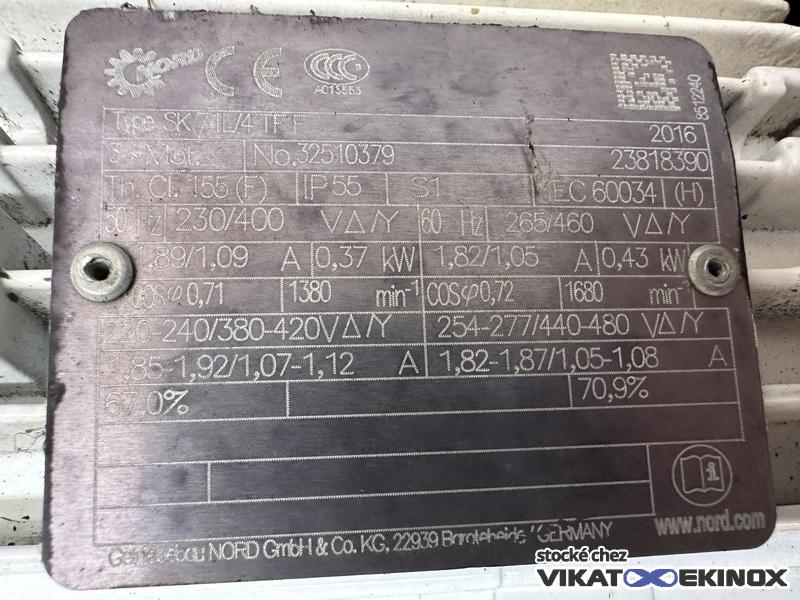 NORD CE CCC S
A015553
8512240
Type SK 71L/4 TF F 2016
3~Mot. No. 32510379 23818390
Th. Cl. 155 (F) IP55 S1 IEC 60034 (H)
50 Hz 230/400 V△/Y 60 Hz 265/460 V△/Y
1,89/1,09 A 0,37 kW 1,82/1,05 A 0,43 kW
cosφ0,71 1380 min-1 cosφ0,72 1680 min-1
220-240/380-420V△/Y 254-277/440-480 V△/Y
1,85-1,92/1,07-1,12 A 1,82-1,87/1,05-1,08 A
67,0% 70,9%
www.nord.com
Getriebebau NORD GmbH & Co. KG, 22939 Bargteheide / GERMANY
stocké chez
VIKATEKINOX